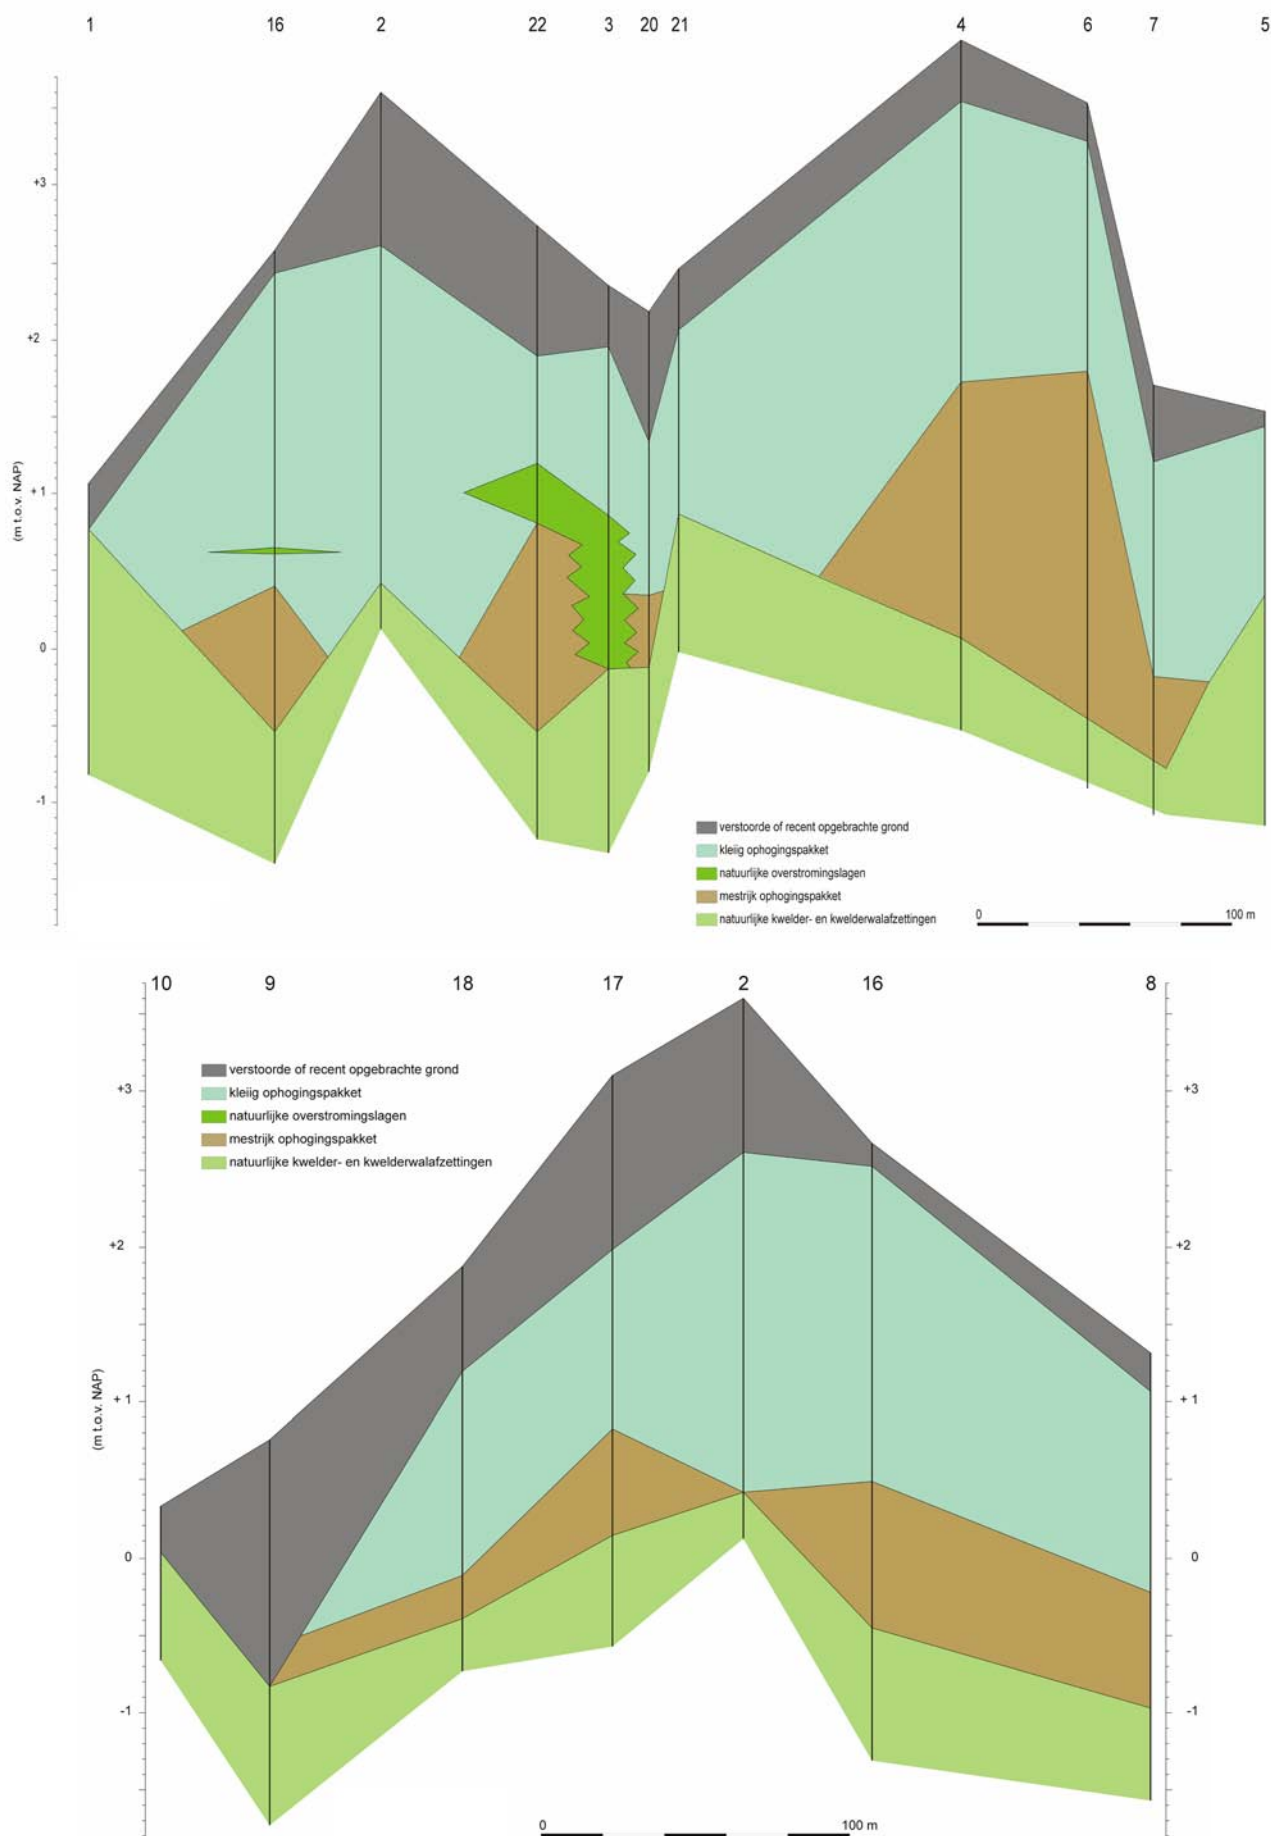 1 16 2 22 3 20 21 4 6 7 5
+3
+2
(m t.o.v. NAP)
+1
0
-1
verstoorde of recent opgebrachte grond
kleiig ophogingspakket
natuurlijke overstromingslagen
mestrijk ophogingspakket
natuurlijke kwelder- en kwelderwalafzettingen
0 100 m
10 9 18 17 2 16 8
verstoorde of recent opgebrachte grond
kleiig ophogingspakket
natuurlijke overstromingslagen
mestrijk ophogingspakket
natuurlijke kwelder- en kwelderwalafzettingen
+3 +3
+2 +2
(m t.o.v. NAP)
+ 1 + 1
0 0
-1 -1
0 100 m